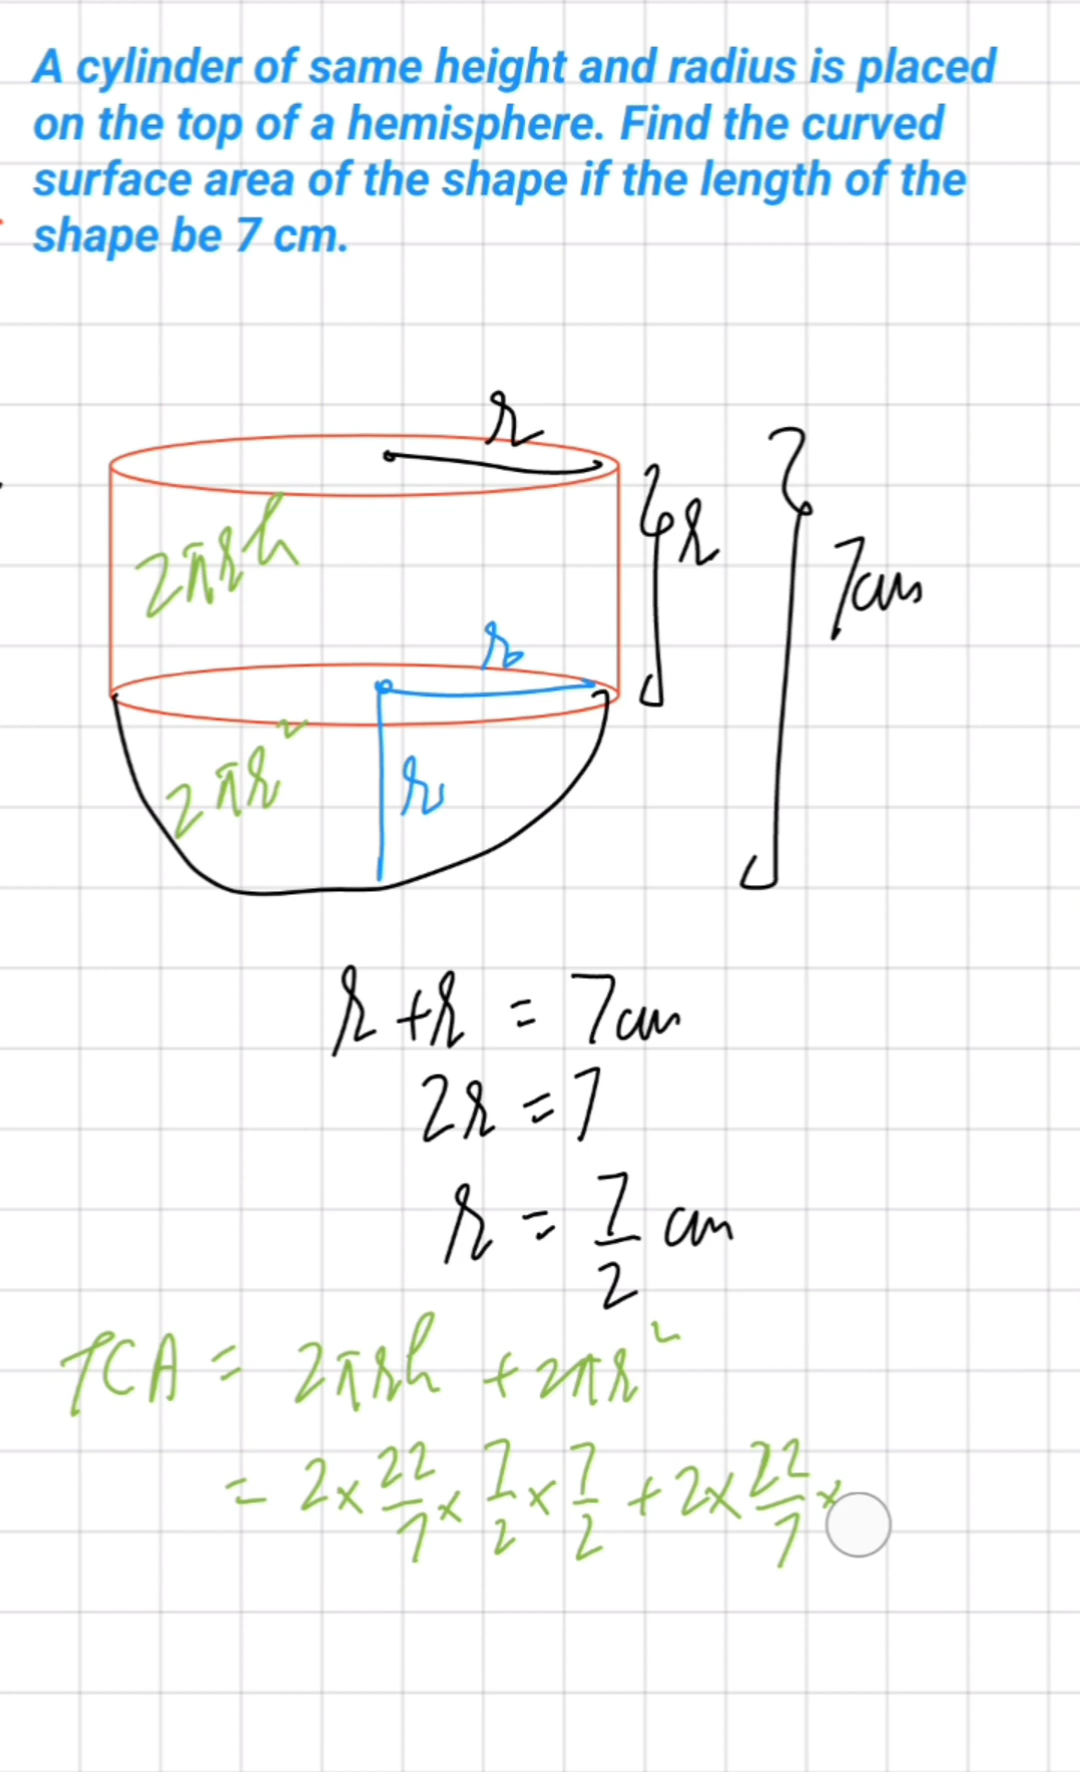 A cylinder of same height and radius is placed
on the top of a hemisphere. Find the curved
surface area of the shape if the length of the
shape be 7 cm.
r
2πrh
r
7cm
r
2πr²
r
r + r = 7cm
2r = 7
r = 7/2 cm
TCA = 2πrh + 2πr²
= 2 × 22/7 × 7/2 × 7/2 + 2 × 22/7 ×